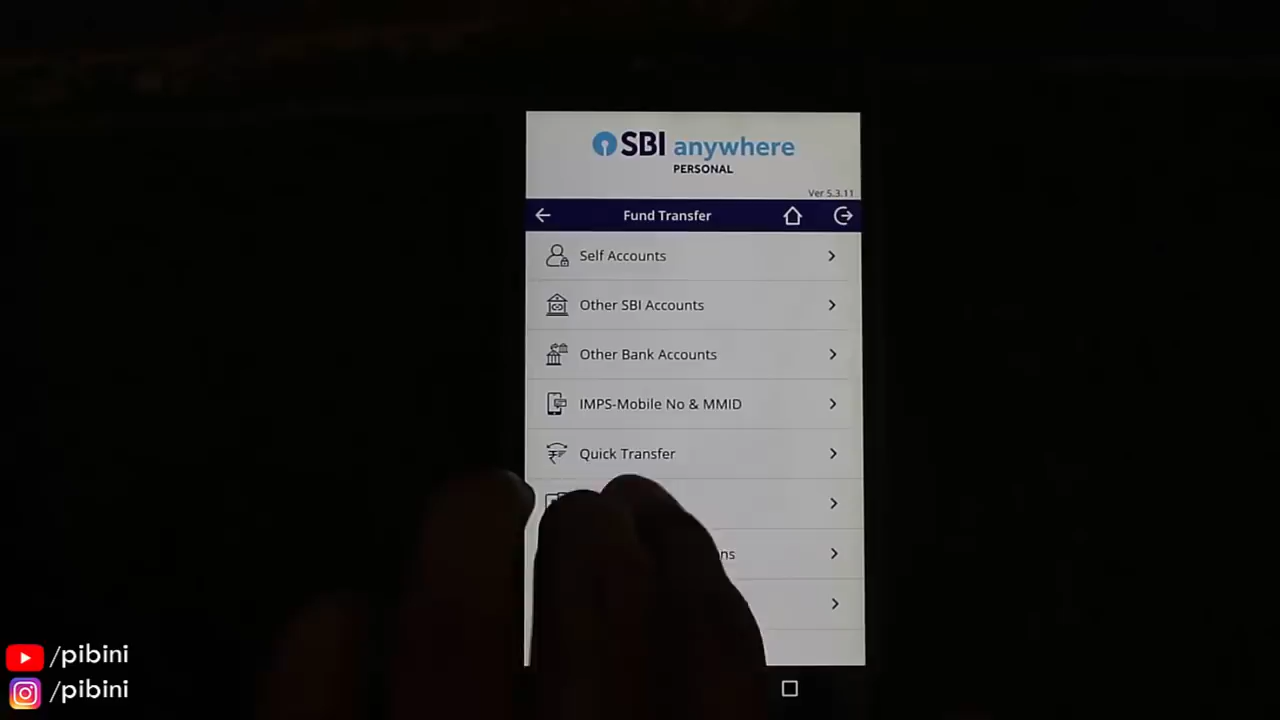 SBI anywhere
PERSONAL
Ver 5.3.11
Fund Transfer
Self Accounts
Other SBI Accounts
Other Bank Accounts
IMPS-Mobile No & MMID
Quick Transfer
/pibini
/pibini